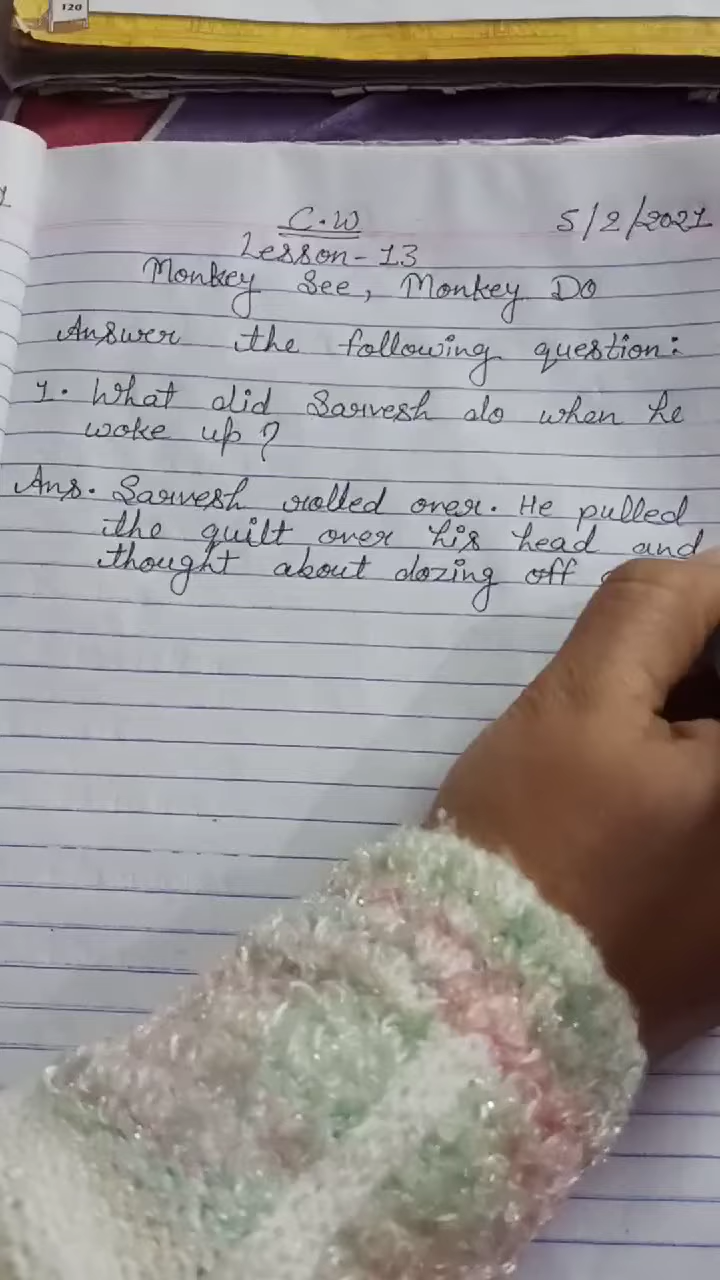 120
C.W
5/2/2021
Lesson-13
Monkey See, Monkey Do
Answer the following question:
1. What did Sarvesh do when he
woke up?
Ans. Sarvesh rolled over. He pulled
the quilt over his head and
thought about dozing off